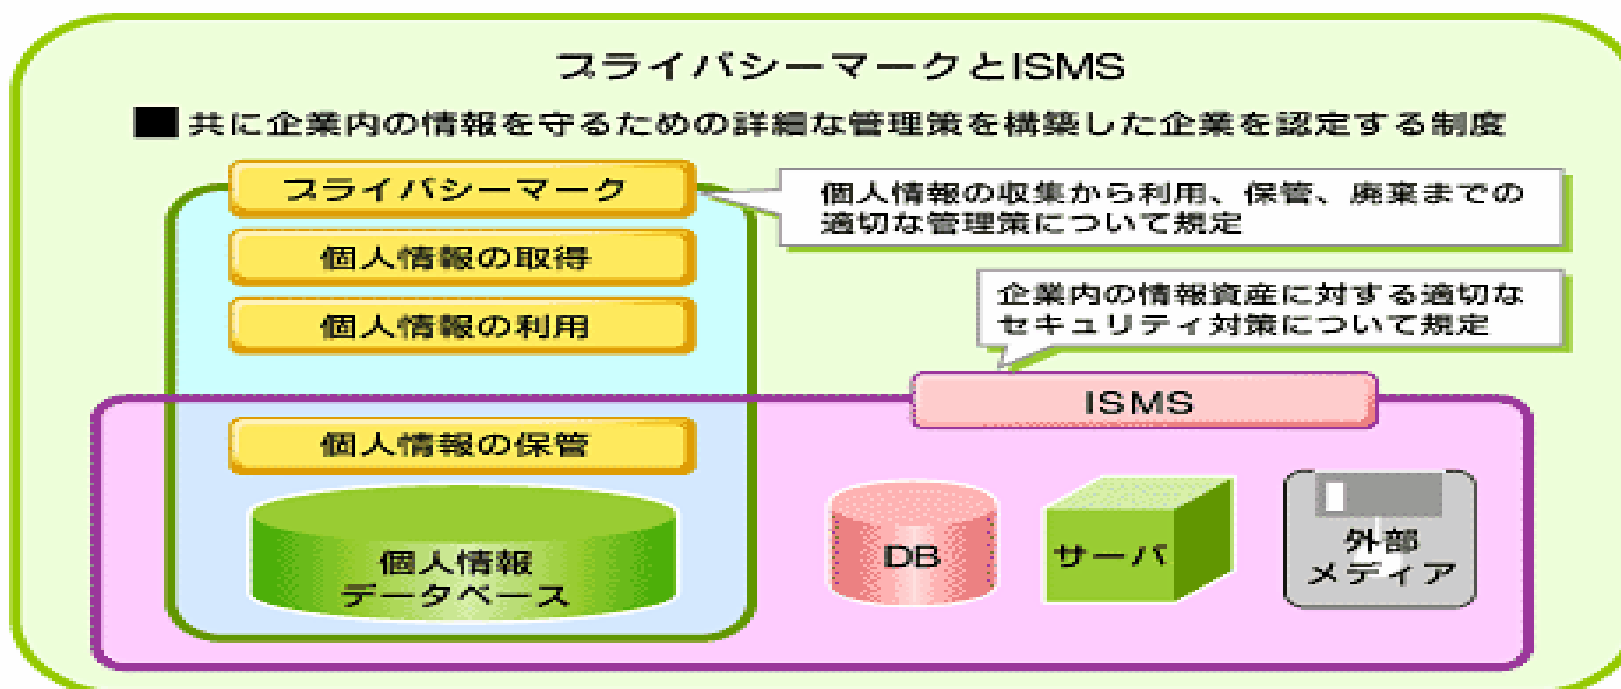 プライバシーマークとISMS
■共に企業内の情報を守るための詳細な管理策を構築した企業を認定する制度
プライバシーマーク
個人情報の収集から利用、保管、廃棄までの
適切な管理策について規定
個人情報の取得
個人情報の利用
企業内の情報資産に対する適切な
セキュリティ対策について規定
ISMS
個人情報の保管
個人情報
データベース
DB
サーバ
外部
メディア